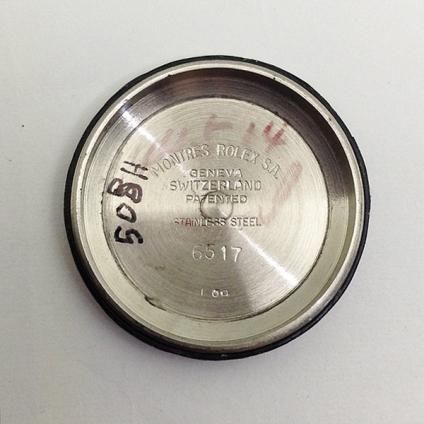 MONTRES ROLEX S.A.
GENEVA
SWITZERLAND
PATENTED
STAINLESS STEEL
6517
508H